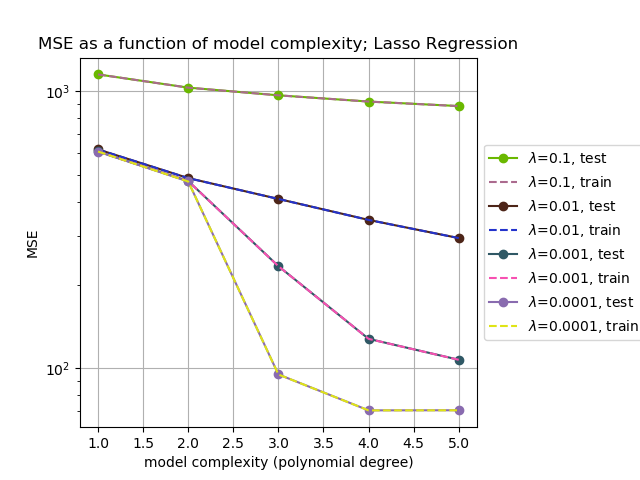 MSE as a function of model complexity; Lasso Regression
MSE
10³
10²
1.0 1.5 2.0 2.5 3.0 3.5 4.0 4.5 5.0
model complexity (polynomial degree)
λ=0.1, test
λ=0.1, train
λ=0.01, test
λ=0.01, train
λ=0.001, test
λ=0.001, train
λ=0.0001, test
λ=0.0001, train